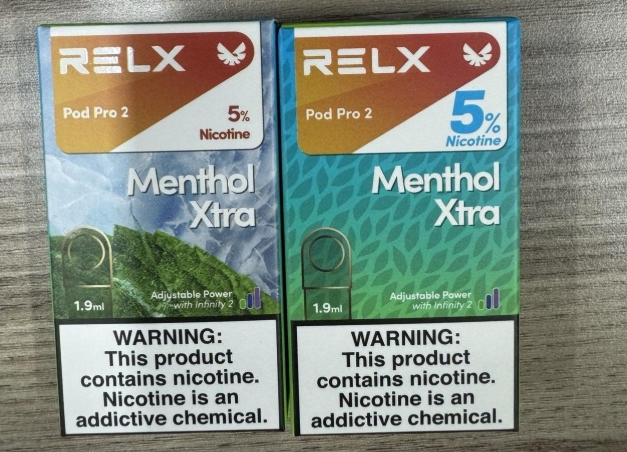 RELX
Pod Pro 2
5%
Nicotine
Menthol
Xtra
1.9ml
Adjustable Power
with Infinity 2
WARNING:
This product
contains nicotine.
Nicotine is an
addictive chemical.
RELX
Pod Pro 2
5%
Nicotine
Menthol
Xtra
1.9ml
Adjustable Power
with Infinity 2
WARNING:
This product
contains nicotine.
Nicotine is an
addictive chemical.